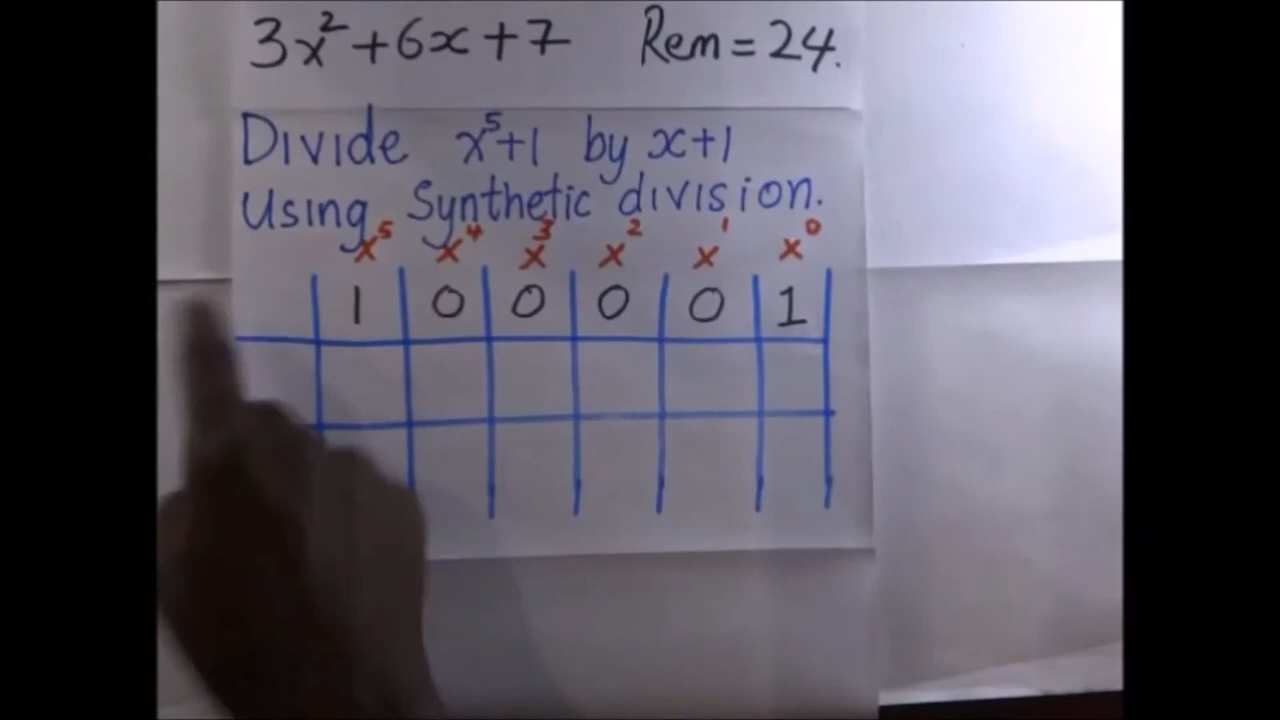 3x²+6x+7 Rem=24.
Divide x⁵+1 by x+1
Using Synthetic division.
x⁵ x⁴ x³ x² x¹ x⁰
1 0 0 0 0 1